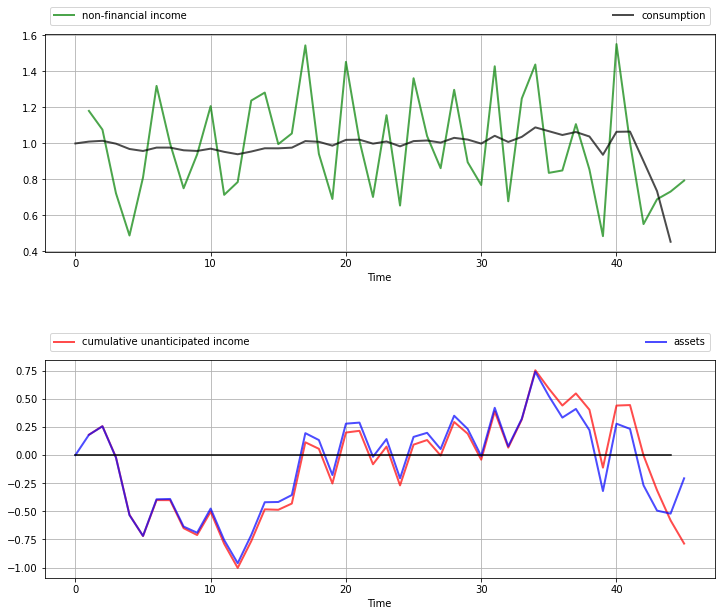 non-financial income consumption
1.6
1.4
1.2
1.0
0.8
0.6
0.4
0 10 20 30 40
Time
cumulative unanticipated income assets
0.75
0.50
0.25
0.00
−0.25
−0.50
−0.75
−1.00
0 10 20 30 40
Time